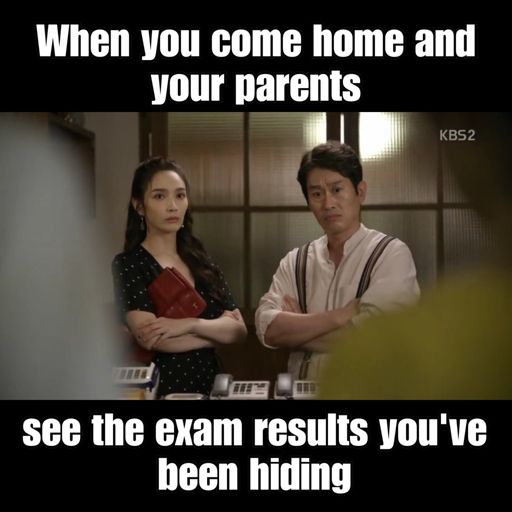 When you come home and
your parents
KBS2
see the exam results you've
been hiding